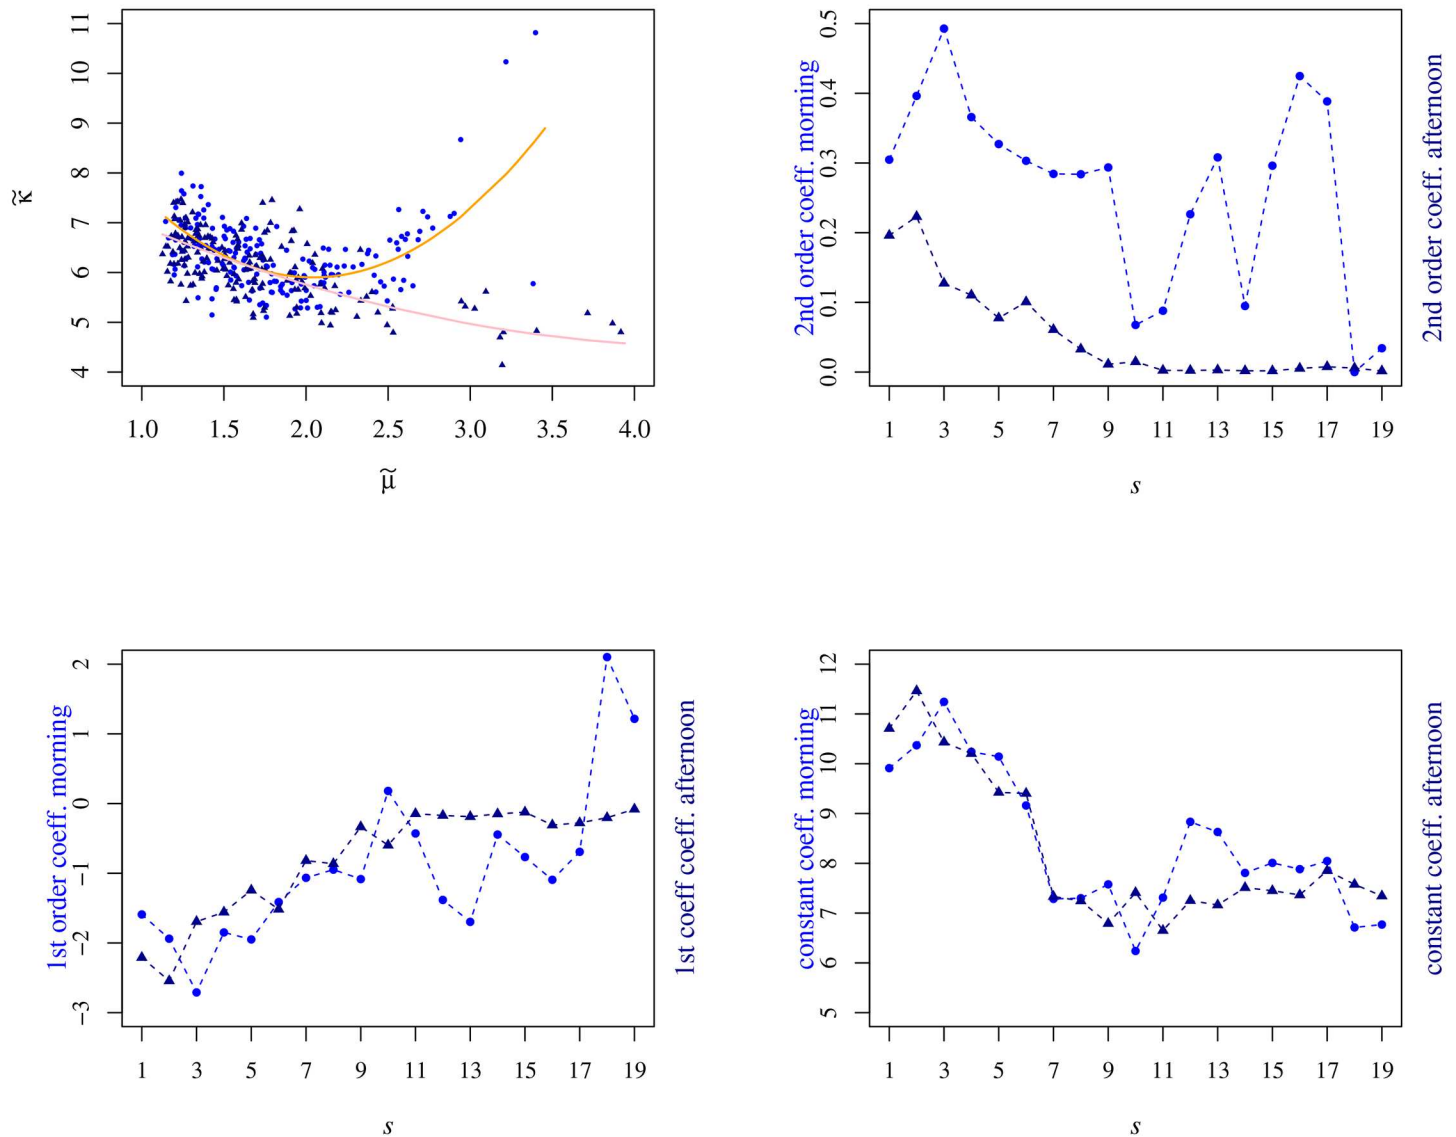 11
10
9
8
7
6
5
4
κ̃
1.0 1.5 2.0 2.5 3.0 3.5 4.0
μ̃
0.5
0.4
0.3
0.2
0.1
0.0
2nd order coeff. morning
2nd order coeff. afternoon
1 3 5 7 9 11 13 15 17 19
s
2
1
0
−1
−2
−3
1st order coeff. morning
1st coeff coeff. afternoon
1 3 5 7 9 11 13 15 17 19
s
12
11
10
9
8
7
6
5
constant coeff. morning
constant coeff. afternoon
1 3 5 7 9 11 13 15 17 19
s